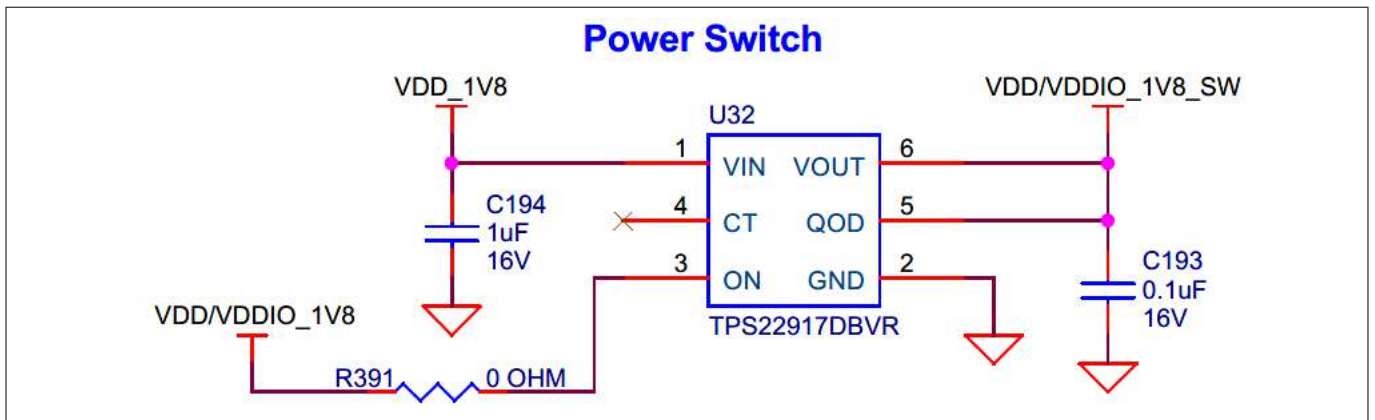 Power Switch
VDD_1V8
VDD/VDDIO_1V8_SW
U32
1
VIN
VOUT
6
C194
1uF
16V
4
CT
QOD
5
3
ON
GND
2
C193
0.1uF
16V
VDD/VDDIO_1V8
TPS22917DBVR
R391
0 OHM